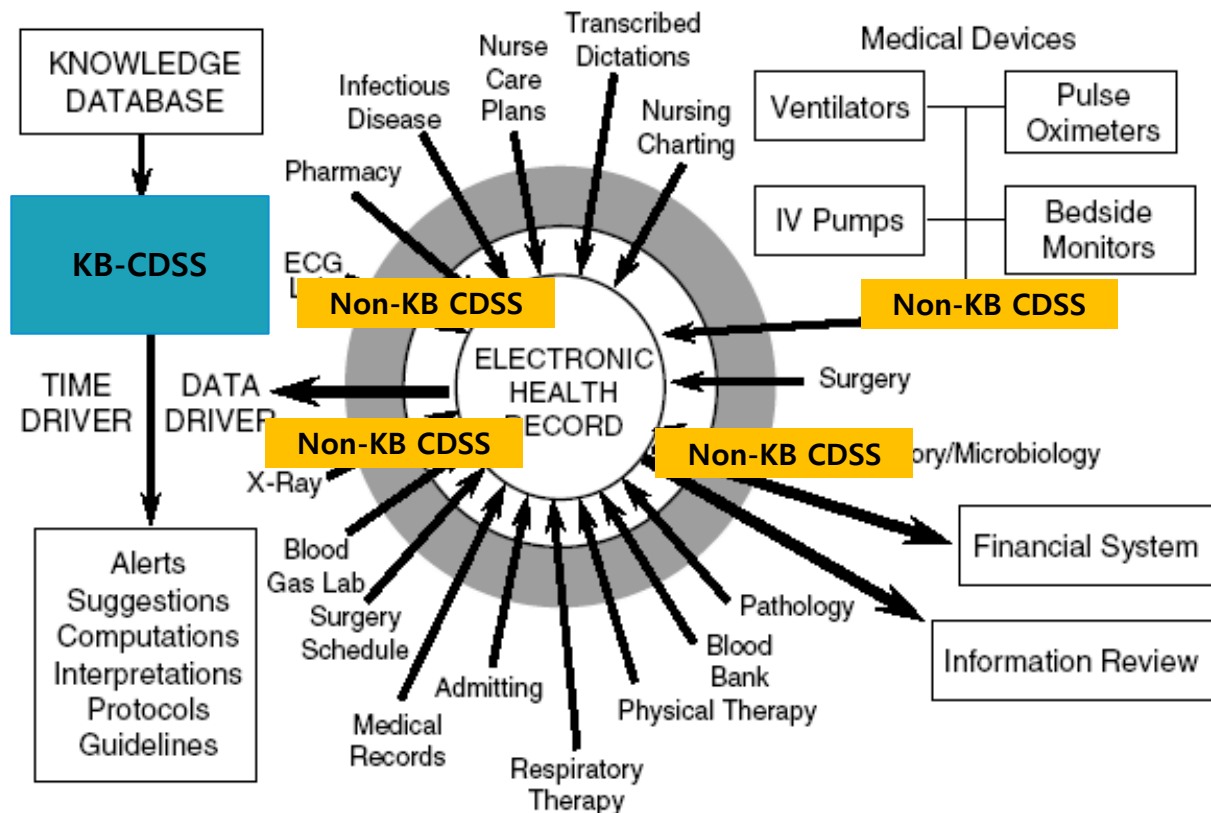 KNOWLEDGE
DATABASE
KB-CDSS
TIME
DRIVER
DATA
DRIVER
Alerts
Suggestions
Computations
Interpretations
Protocols
Guidelines
Transcribed
Dictations
Nurse
Care
Plans
Infectious
Disease
Nursing
Charting
Pharmacy
ECG
Non-KB CDSS
ELECTRONIC
HEALTH
RECORD
Non-KB CDSS
X-Ray
Blood
Gas Lab
Surgery
Schedule
Medical
Records
Admitting
Respiratory
Therapy
Physical Therapy
Blood
Bank
Pathology
Medical Devices
Ventilators
Pulse
Oximeters
IV Pumps
Bedside
Monitors
Non-KB CDSS
Surgery
Non-KB CDSS
ory/Microbiology
Financial System
Information Review